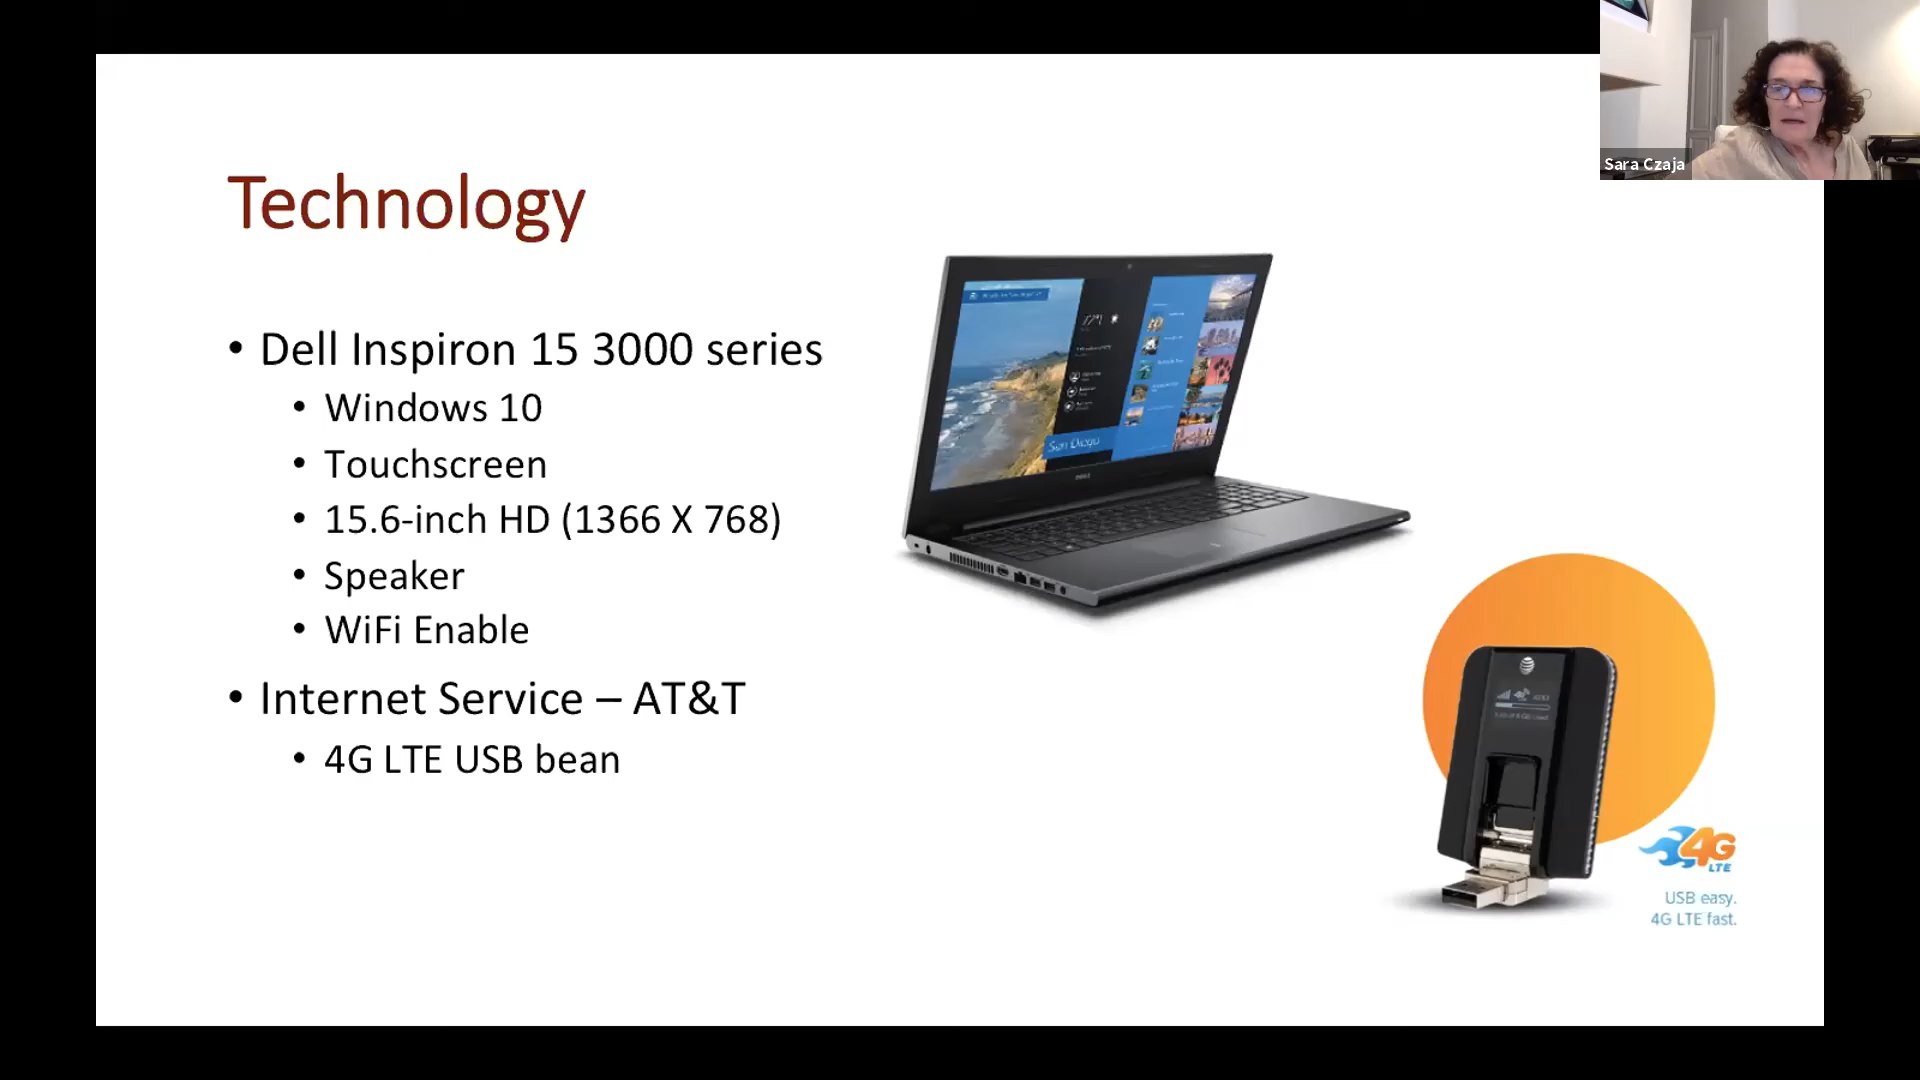 Sara Czaja
Technology
• Dell Inspiron 15 3000 series
• Windows 10
• Touchscreen
• 15.6-inch HD (1366 X 768)
• Speaker
• WiFi Enable
• Internet Service – AT&T
• 4G LTE USB bean
San Diego
4G
LTE
USB easy.
4G LTE fast.